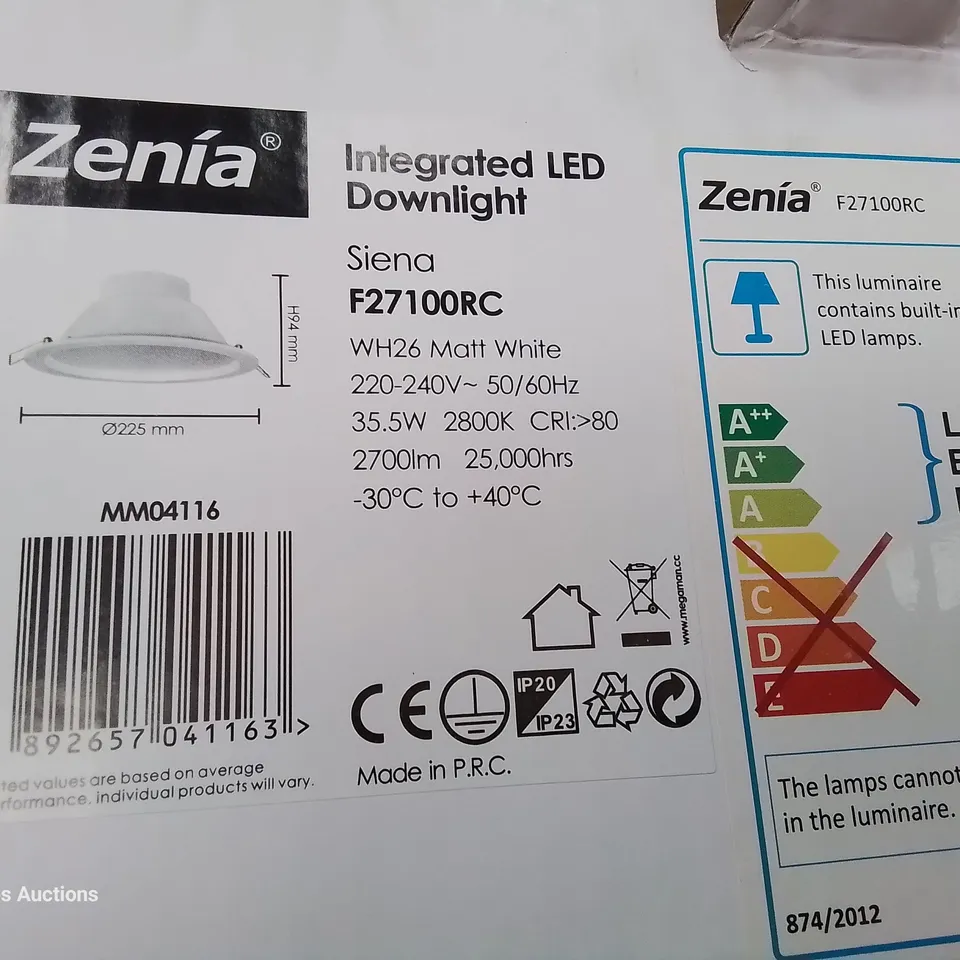 Zenía®
Integrated LED
Downlight
Siena
F27100RC
WH26 Matt White
220-240V~ 50/60Hz
35.5W 2800K CRI:>80
2700lm 25,000hrs
-30°C to +40°C
H94 mm
Ø225 mm
MM04116
892657 041163 >
values are based on average
individual products will vary.
www.megaman.cc
CE
IP20
IP23
Made in P.R.C.
Zenía® F27100RC
This luminaire
contains built-in
LED lamps.
A++
A+
A
B
C
D
E
L
E
The lamps cannot
in the luminaire.
874/2012
s Auctions